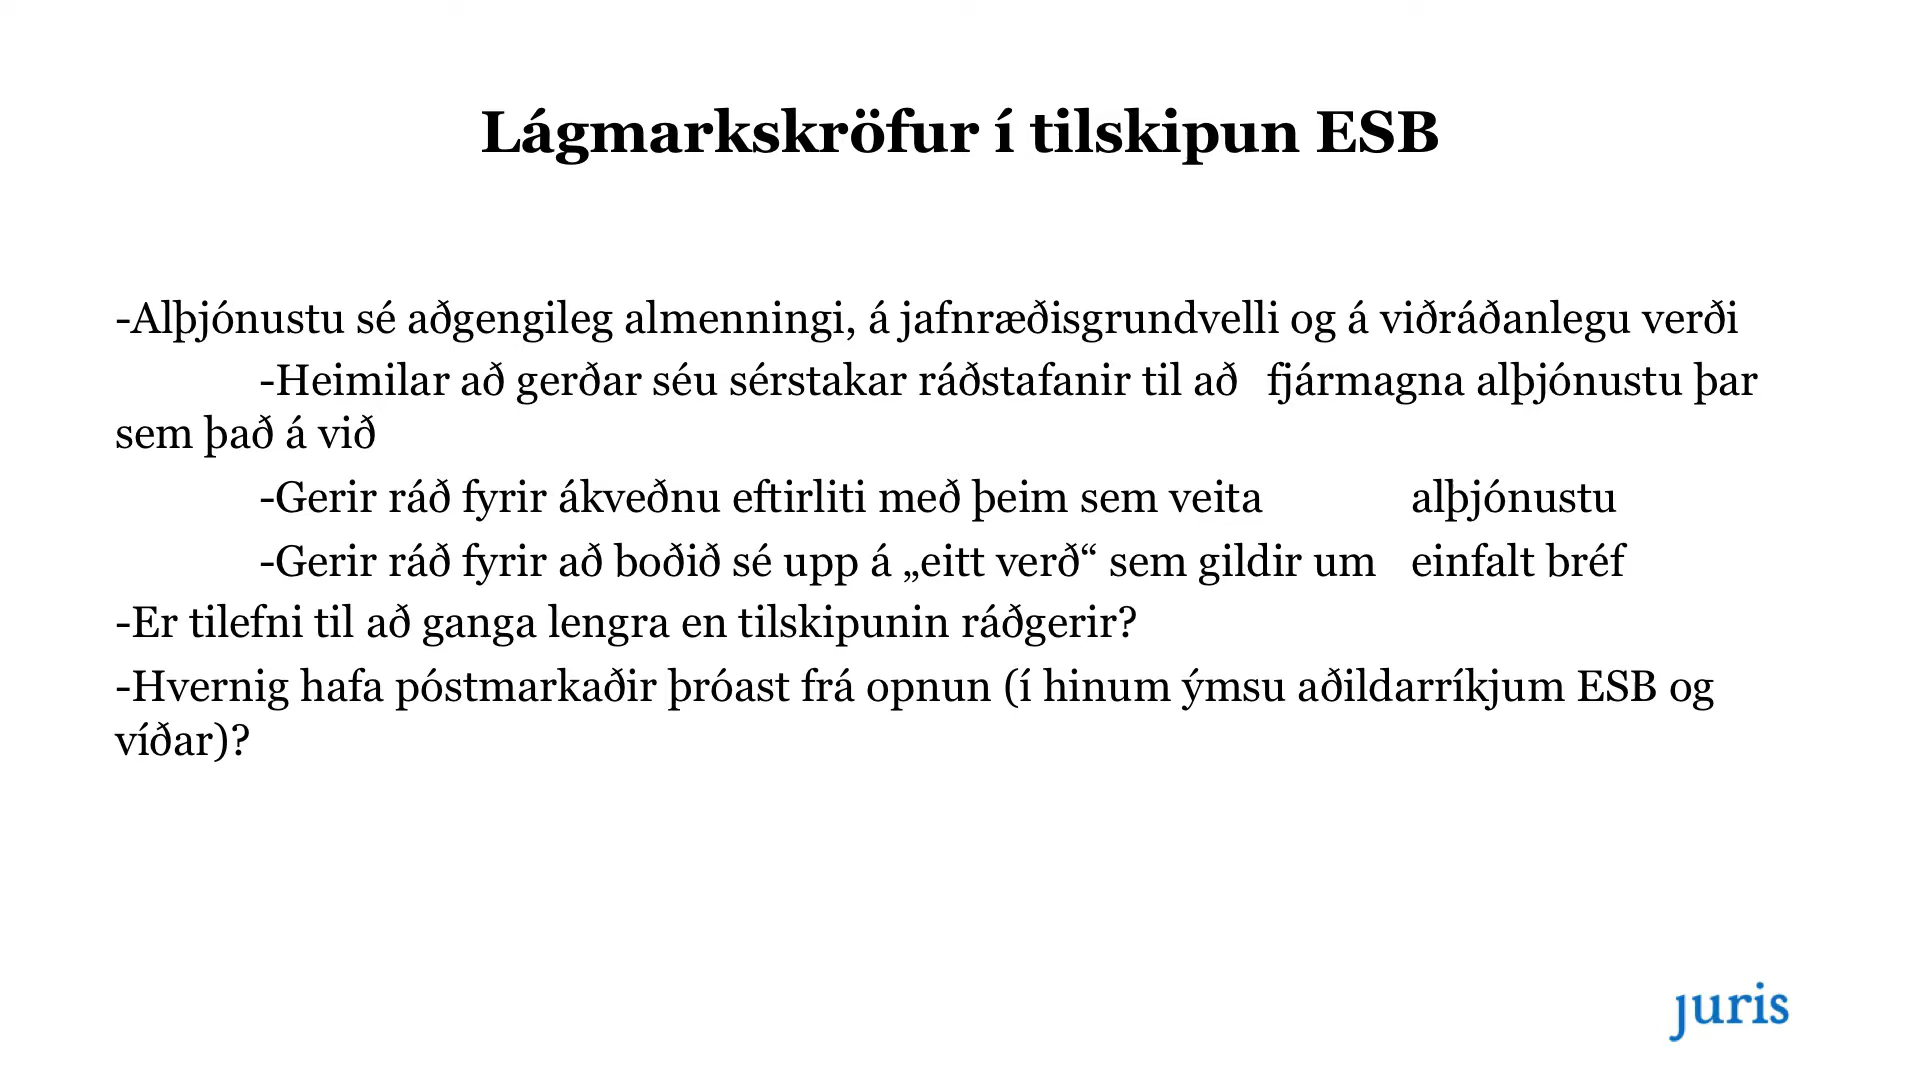 Lágmarkskröfur í tilskipun ESB
-Alþjónustu sé aðgengileg almenningi, á jafnræðisgrundvelli og á viðráðanlegu verði
-Heimilar að gerðar séu sérstakar ráðstafanir til að fjármagna alþjónustu þar
sem það á við
-Gerir ráð fyrir ákveðnu eftirliti með þeim sem veita alþjónustu
-Gerir ráð fyrir að boðið sé upp á „eitt verð“ sem gildir um einfalt bréf
-Er tilefni til að ganga lengra en tilskipunin ráðgerir?
-Hvernig hafa póstmarkaðir þróast frá opnun (í hinum ýmsu aðildarríkjum ESB og
víðar)?
juris